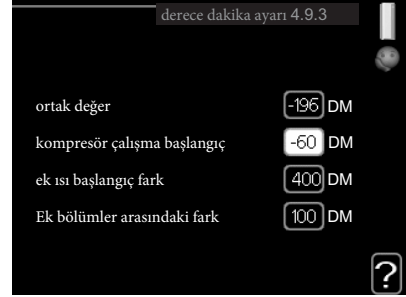 derece dakika ayarı 4.9.3
ortak değer -196 DM
kompresör çalışma başlangıç -60 DM
ek ısı başlangıç fark 400 DM
Ek bölümler arasındaki fark 100 DM
?